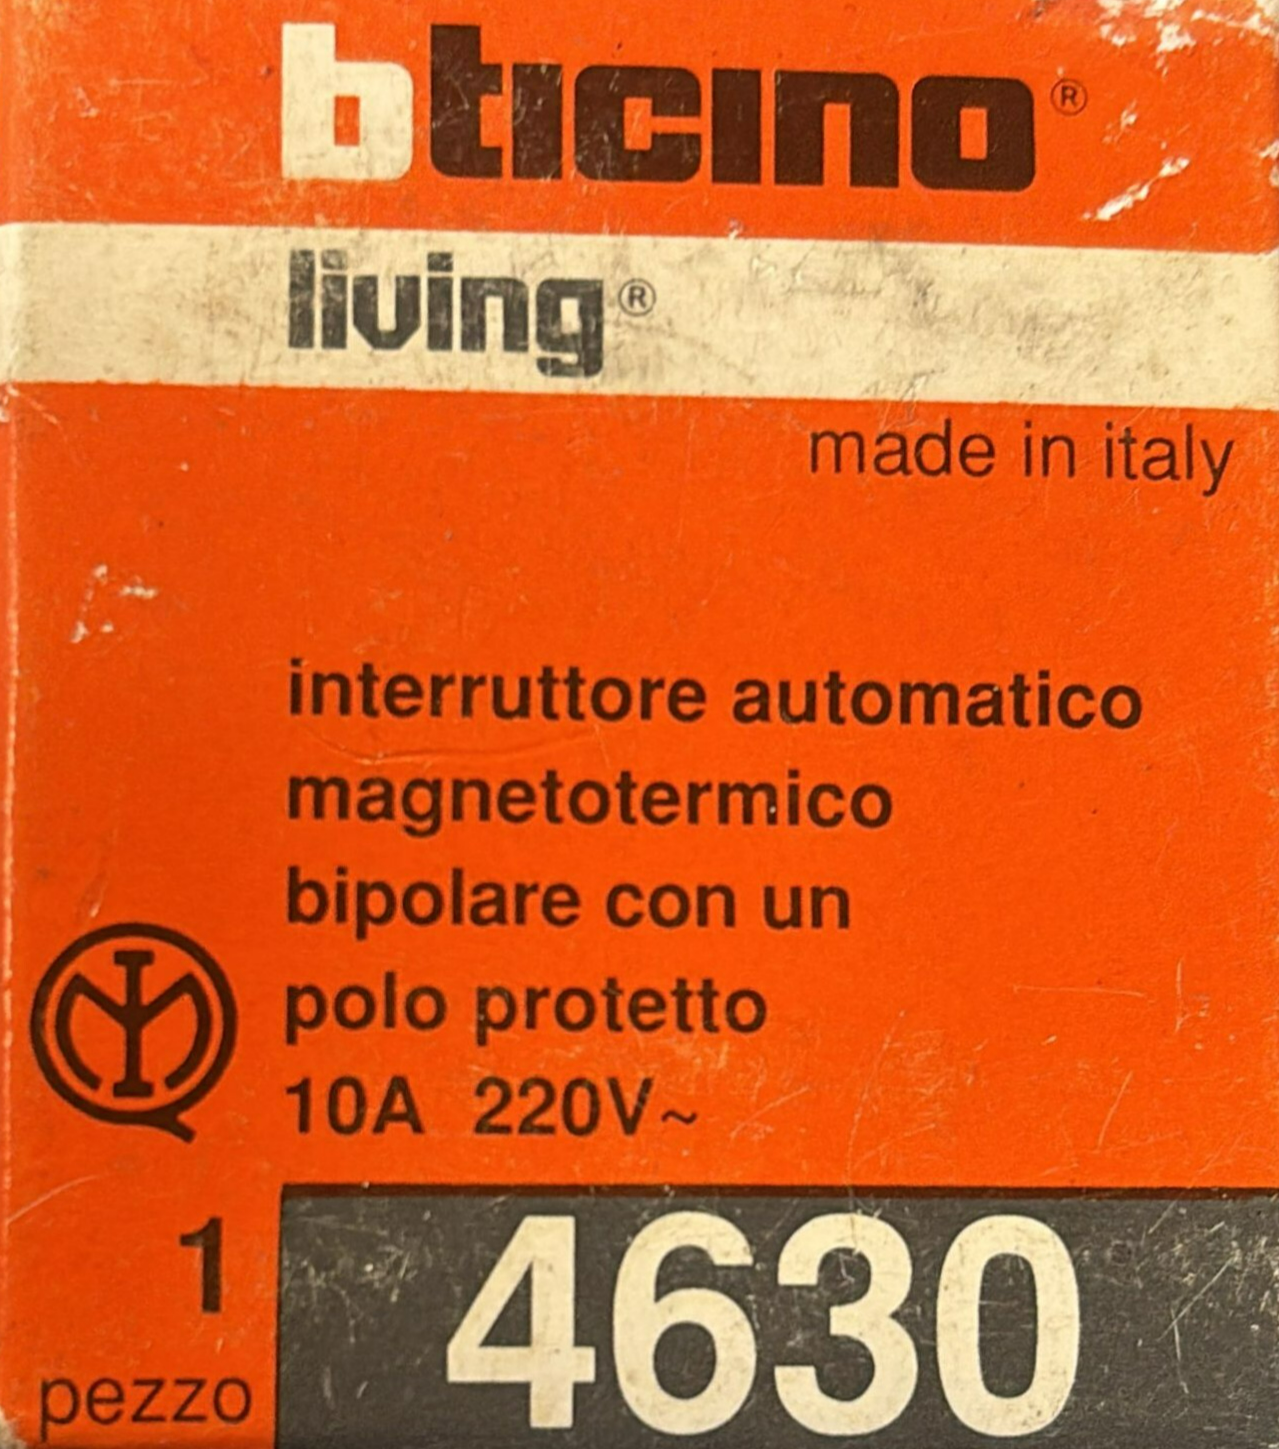 bticino®
living®
made in italy
interruttore automatico
magnetotermico
bipolare con un
polo protetto
10A 220V~
1
pezzo
4630